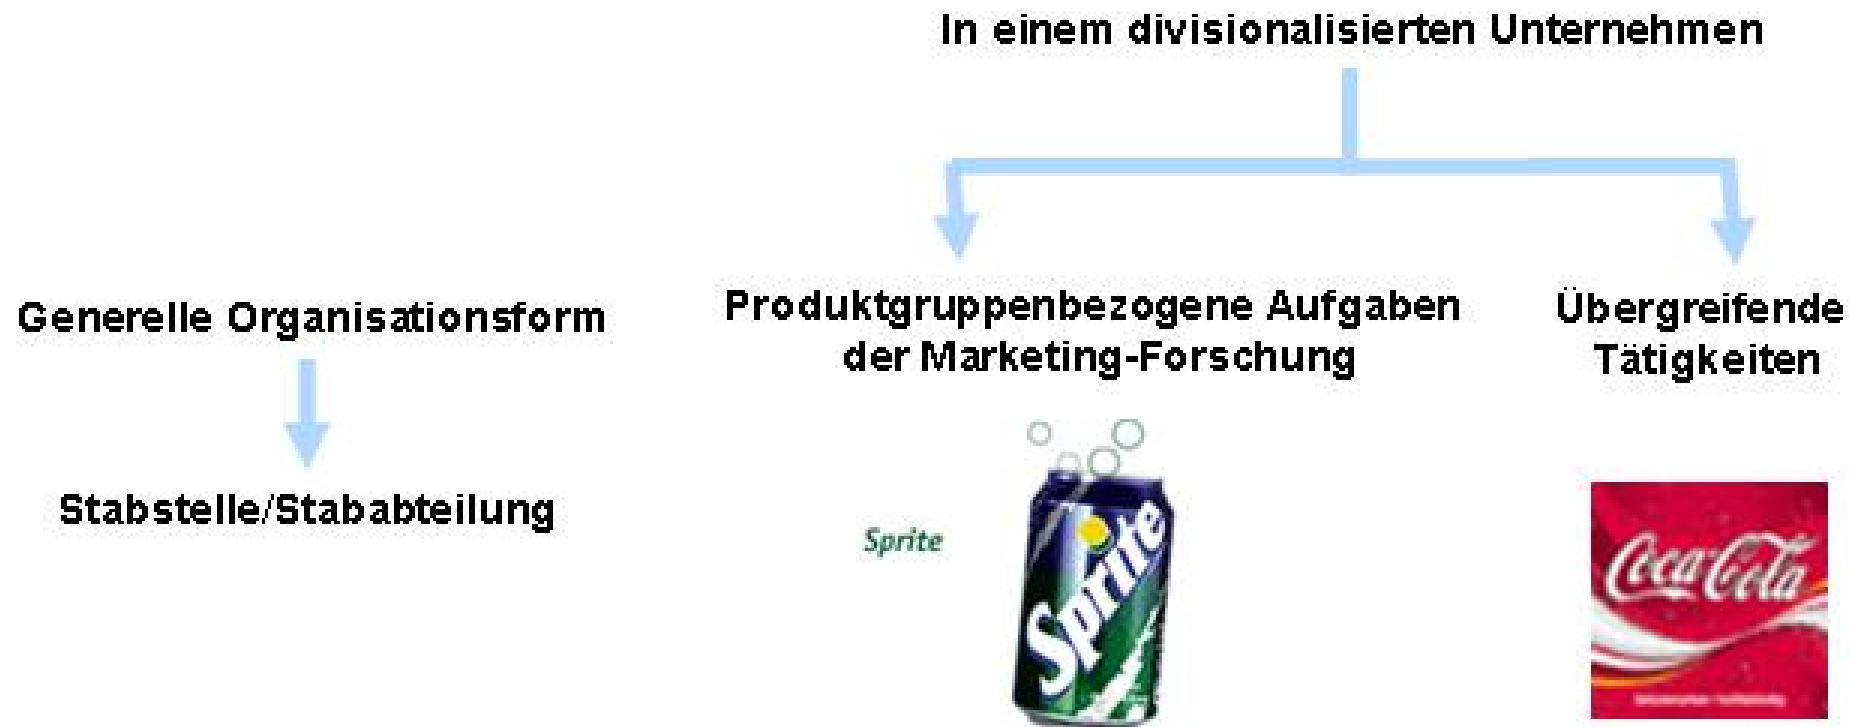 In einem divisionalisierten Unternehmen
Generelle Organisationsform
Stabstelle/Stababteilung
Produktgruppenbezogene Aufgaben
der Marketing-Forschung
Übergreifende
Tätigkeiten
Sprite
Sprite
Coca-Cola